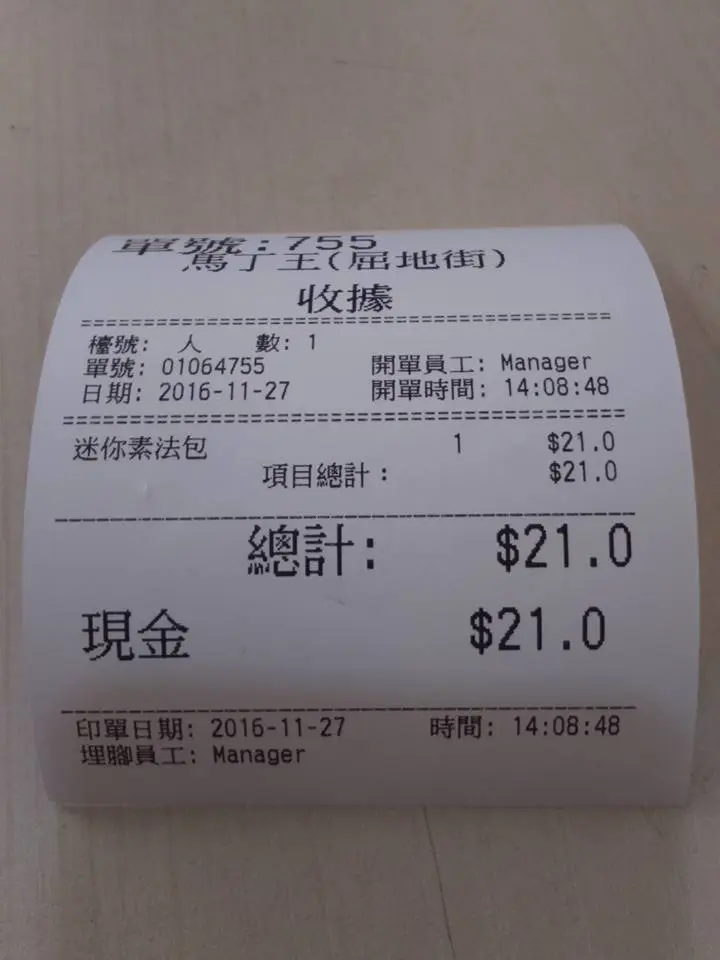 單號:755
馬丁王(屈地街)
收據
檯號: 人 數: 1
單號: 01064755 開單員工: Manager
日期: 2016-11-27 開單時間: 14:08:48
迷你素法包 1 $21.0
項目總計: $21.0
總計: $21.0
現金 $21.0
印單日期: 2016-11-27 時間: 14:08:48
埋腳員工: Manager